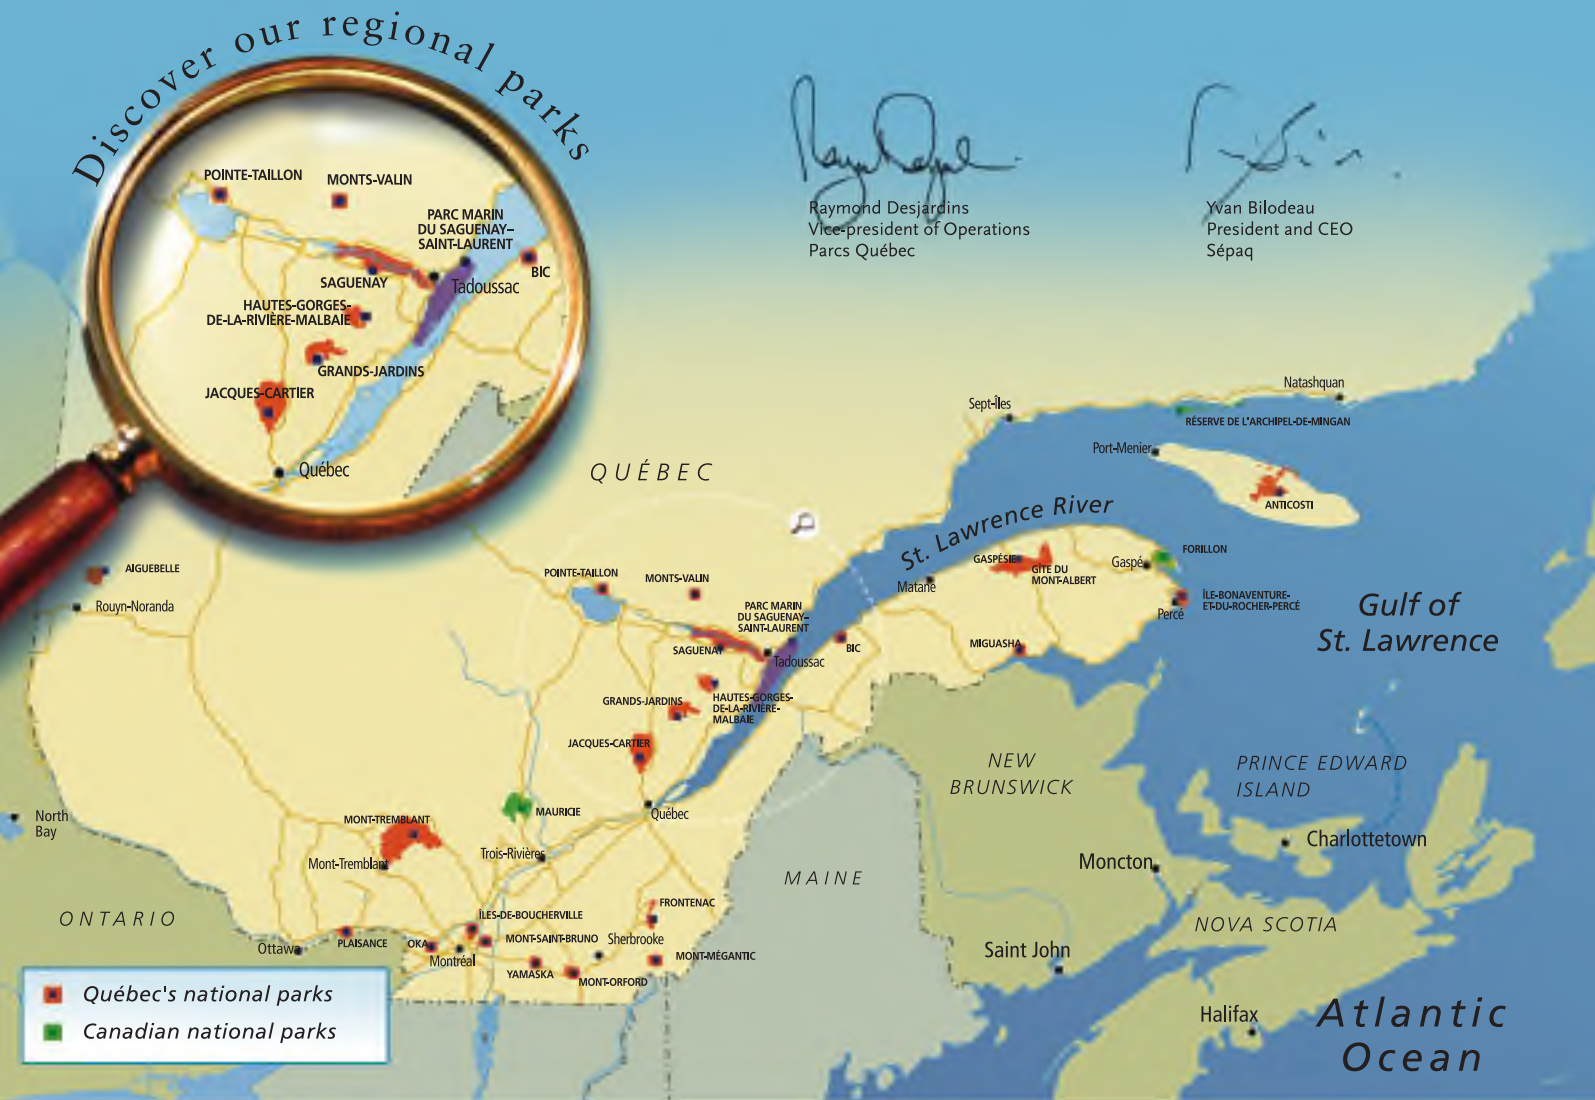 Discover our regional parks
POINTE-TAILLON
MONTS-VALIN
PARC MARIN
DU SAGUENAY–
SAINT-LAURENT
BIC
SAGUENAY
Tadoussac
HAUTES-GORGES-
DE-LA-RIVIÈRE-MALBAIE
GRANDS-JARDINS
JACQUES-CARTIER
Québec
Raymond Desjardins
Vice-president of Operations
Parcs Québec
Yvan Bilodeau
President and CEO
Sépaq
Natashquan
Sept-Îles
RÉSERVE DE L'ARCHIPEL-DE-MINGAN
Port-Menier
ANTICOSTI
QUÉBEC
St. Lawrence River
AIGUEBELLE
Rouyn-Noranda
POINTE-TAILLON
MONTS-VALIN
PARC MARIN
DU SAGUENAY–
SAINT-LAURENT
SAGUENAY
Tadoussac
BIC
Matane
GASPÉSIE
GÎTE DU
MONT-ALBERT
Gaspé
FORILLON
ÎLE-BONAVENTURE-
ET-DU-ROCHER-PERCÉ
Percé
MIGUASHA
Gulf of
St. Lawrence
GRANDS-JARDINS
HAUTES-GORGES-
DE-LA-RIVIÈRE-
MALBAIE
JACQUES-CARTIER
Québec
NEW
BRUNSWICK
PRINCE EDWARD
ISLAND
Charlottetown
Moncton
North
Bay
MONT-TREMBLANT
Mont-Tremblant
MAURICIE
Trois-Rivières
MAINE
ONTARIO
Ottawa
PLAISANCE
OKA
Montréal
ÎLES-DE-BOUCHERVILLE
MONT-SAINT-BRUNO
Sherbrooke
FRONTENAC
MONT-MÉGANTIC
YAMASKA
MONT-ORFORD
NOVA SCOTIA
Saint John
Halifax
Atlantic
Ocean
Québec's national parks
Canadian national parks